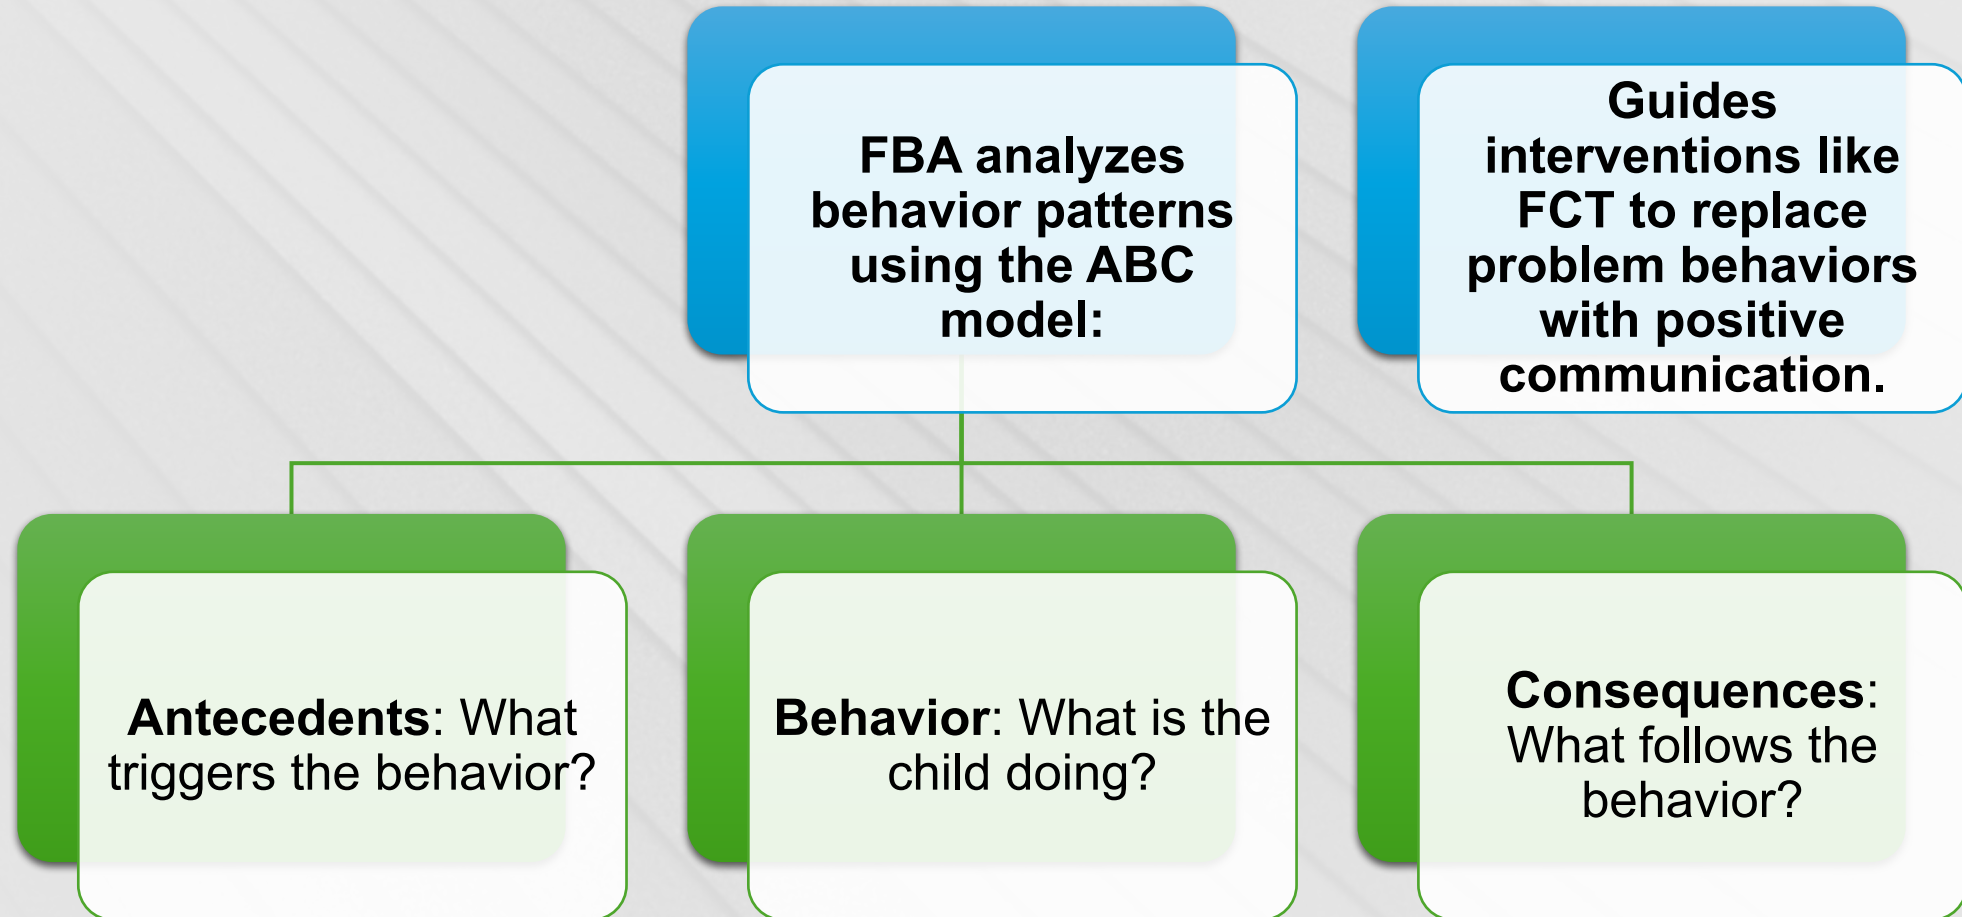 FBA analyzes
behavior patterns
using the ABC
model:
Guides
interventions like
FCT to replace
problem behaviors
with positive
communication.
Antecedents: What
triggers the behavior?
Behavior: What is the
child doing?
Consequences:
What follows the
behavior?